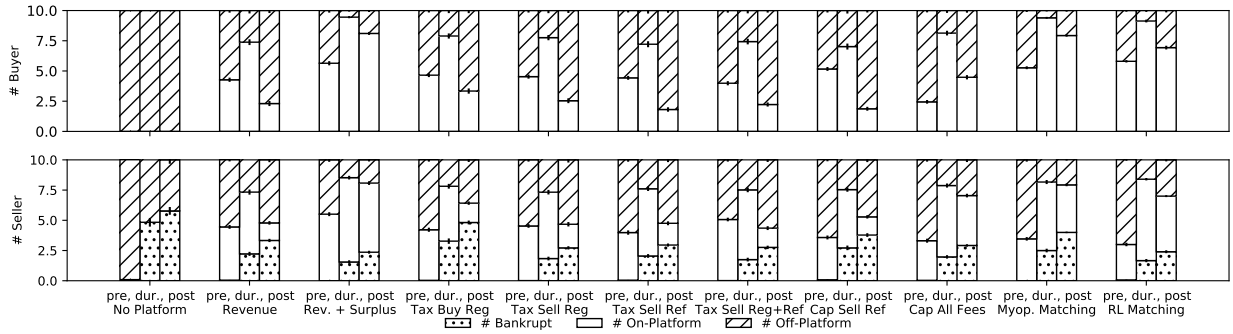 # Buyer
10.0
7.5
5.0
2.5
0.0
# Seller
10.0
7.5
5.0
2.5
0.0
pre, dur., post pre, dur., post pre, dur., post pre, dur., post pre, dur., post pre, dur., post pre, dur., post pre, dur., post pre, dur., post pre, dur., post pre, dur., post
No Platform Revenue Rev. + Surplus Tax Buy Reg Tax Sell Reg Tax Sell Ref Tax Sell Reg+Ref Cap Sell Ref Cap All Fees Myop. Matching RL Matching
# Bankrupt # On-Platform # Off-Platform